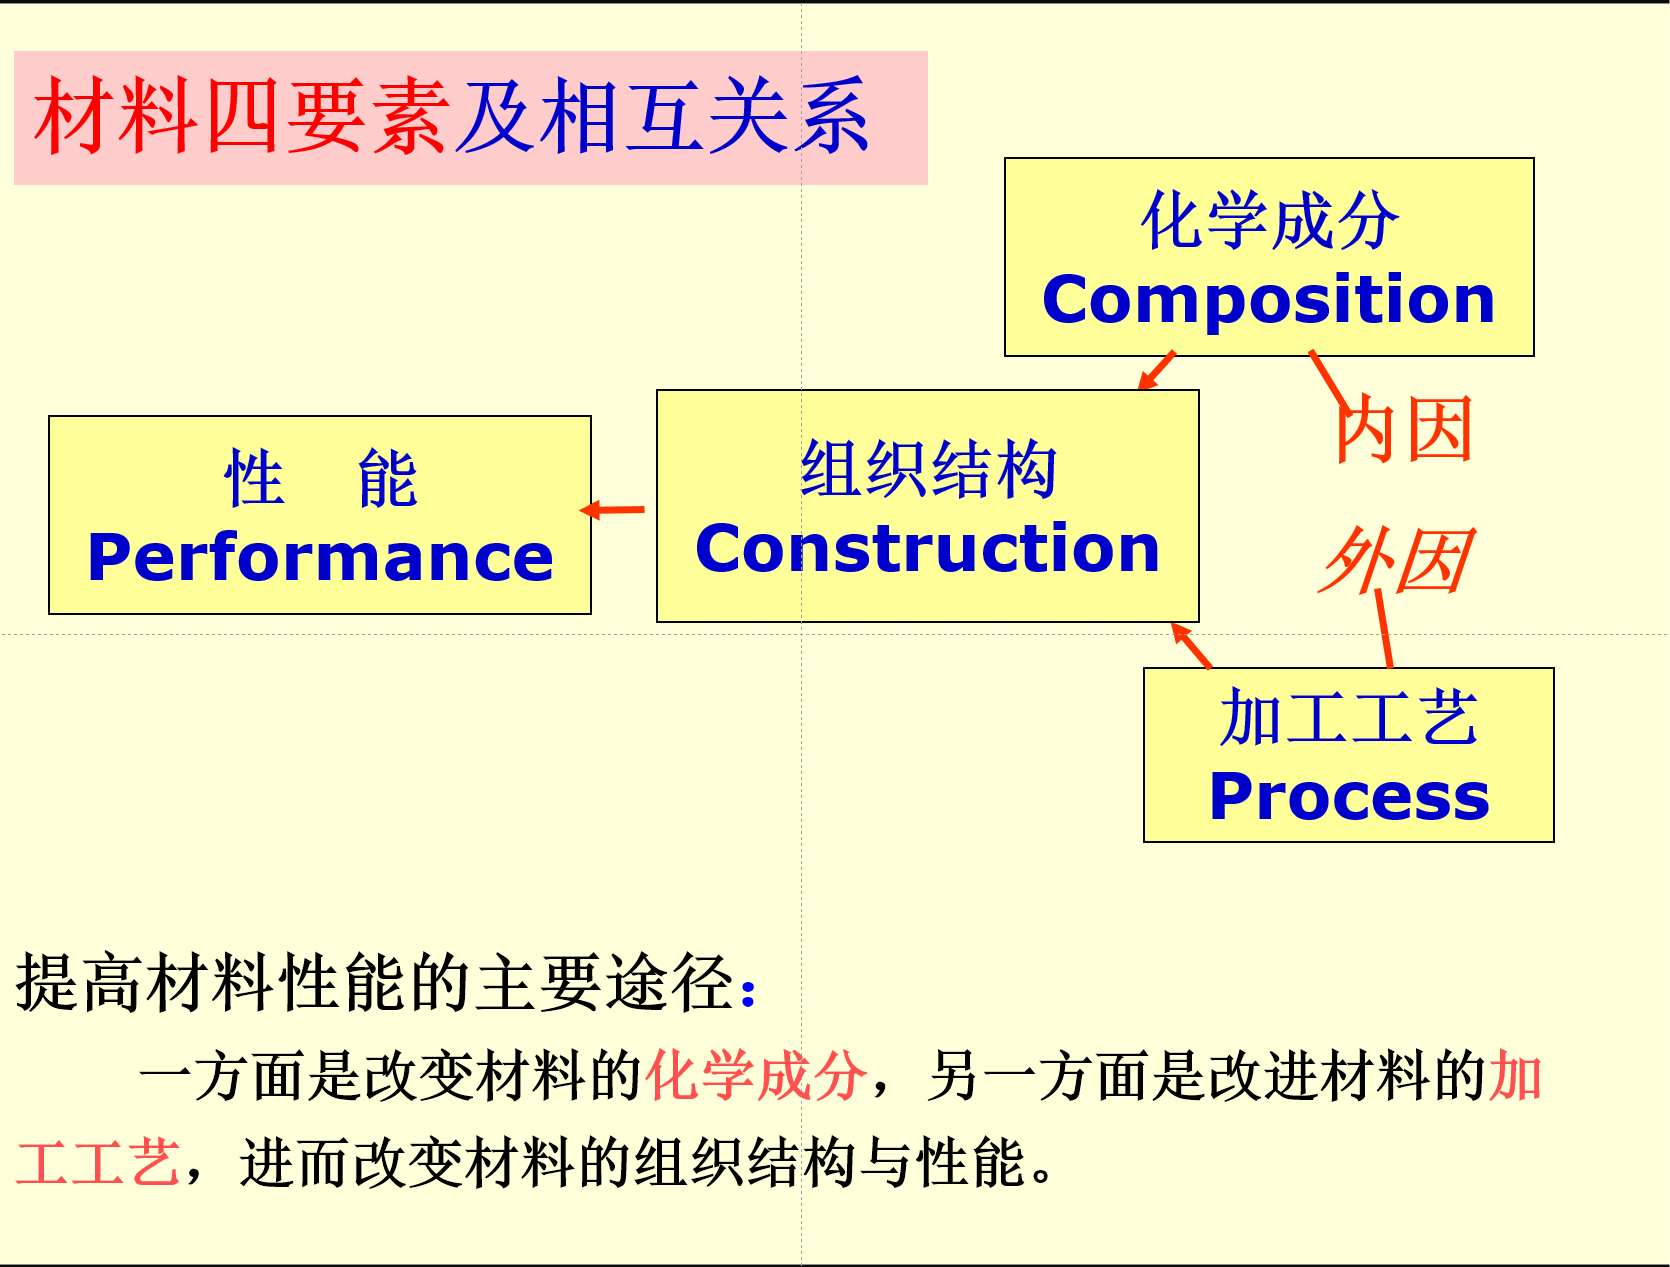 材料四要素及相互关系
化学成分
Composition
内因
组织结构
Construction
性 能
Performance
外因
加工工艺
Process
提高材料性能的主要途径：
一方面是改变材料的化学成分，另一方面是改进材料的加
工工艺，进而改变材料的组织结构与性能。